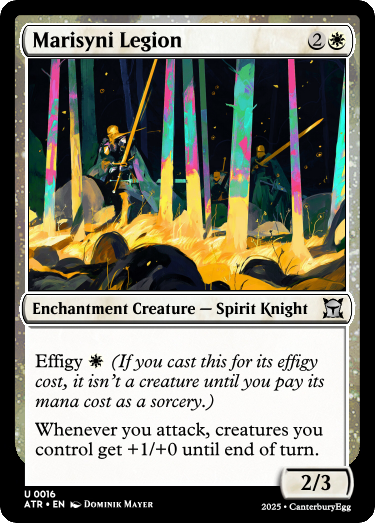 Marisyni Legion 2
Enchantment Creature — Spirit Knight
Effigy (If you cast this for its effigy
cost, it isn't a creature until you pay its
mana cost as a sorcery.)
Whenever you attack, creatures you
control get +1/+0 until end of turn.
2/3
U 0016
ATR • EN Dominik Mayer
2025 • CanterburyEgg